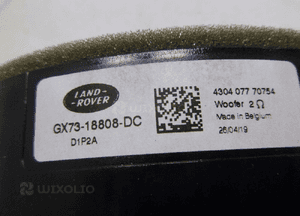 LAND-
ROVER
GX73-18808-DC
D1P2A
4304 077 70754
Woofer 2 Ω
Made in Belgium
26/04/19
WIXOLIO